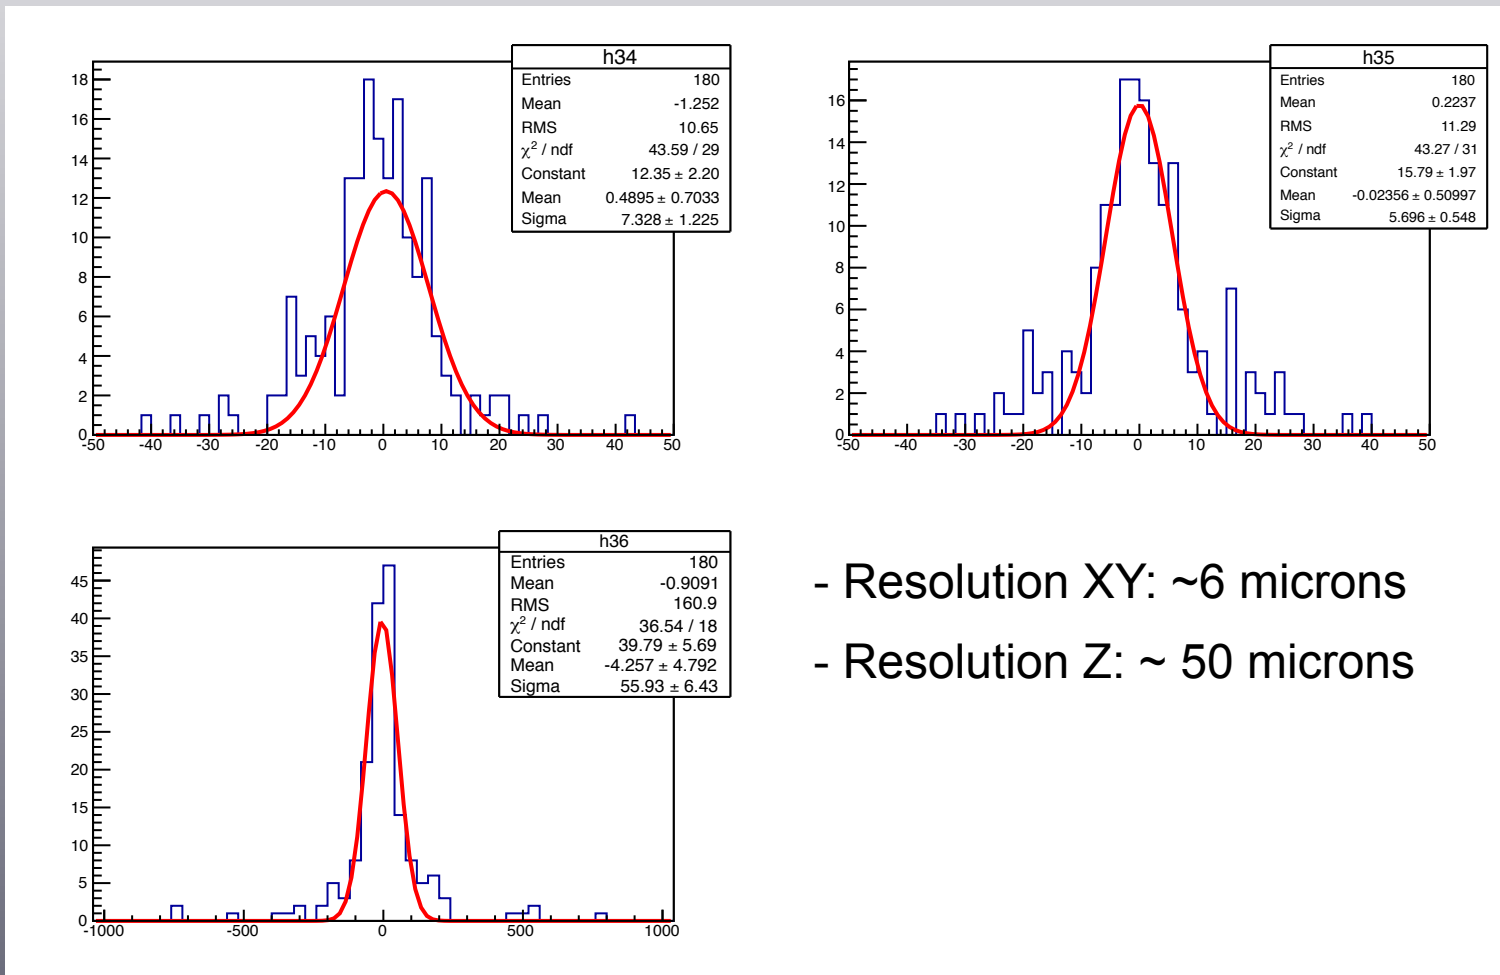 h34
Entries 180
Mean -1.252
RMS 10.65
χ² / ndf 43.59 / 29
Constant 12.35 ± 2.20
Mean 0.4895 ± 0.7033
Sigma 7.328 ± 1.225
18
16
14
12
10
8
6
4
2
0
-50 -40 -30 -20 -10 0 10 20 30 40 50
h35
Entries 180
Mean 0.2237
RMS 11.29
χ² / ndf 43.27 / 31
Constant 15.79 ± 1.97
Mean -0.02356 ± 0.50997
Sigma 5.696 ± 0.548
16
14
12
10
8
6
4
2
0
-50 -40 -30 -20 -10 0 10 20 30 40 50
h36
Entries 180
Mean -0.9091
RMS 160.9
χ² / ndf 36.54 / 18
Constant 39.79 ± 5.69
Mean -4.257 ± 4.792
Sigma 55.93 ± 6.43
45
40
35
30
25
20
15
10
5
0
-1000 -500 0 500 1000
- Resolution XY: ~6 microns
- Resolution Z: ~ 50 microns